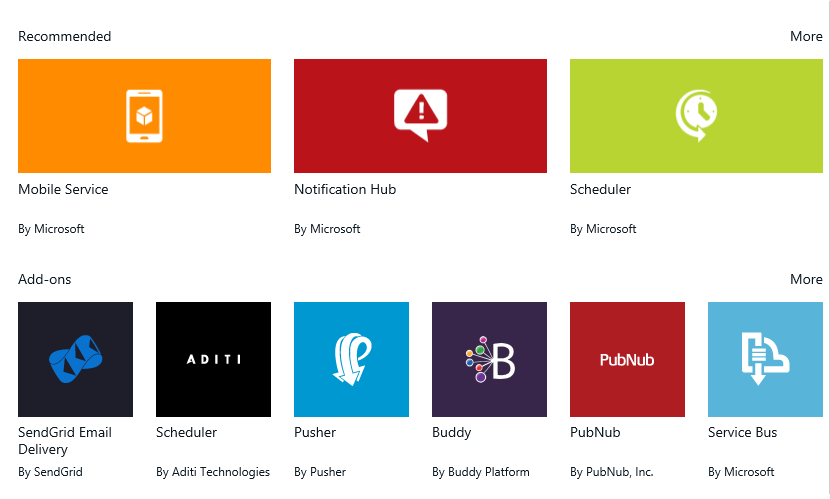 Recommended More
Mobile Service Notification Hub Scheduler
By Microsoft By Microsoft By Microsoft
Add-ons More
ADITI B PubNub
SendGrid Email Delivery Scheduler Pusher Buddy PubNub Service Bus
By SendGrid By Aditi Technologies By Pusher By Buddy Platform By PubNub, Inc. By Microsoft